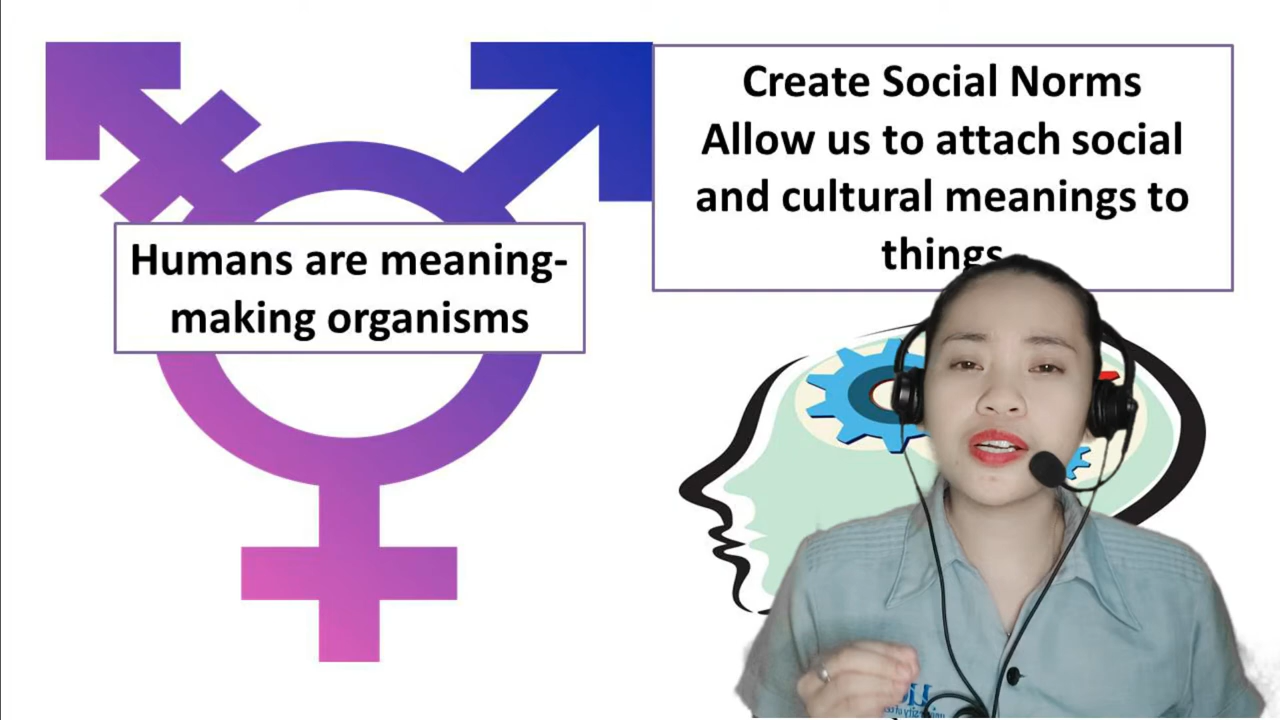 Humans are meaning-
making organisms
Create Social Norms
Allow us to attach social
and cultural meanings to
things